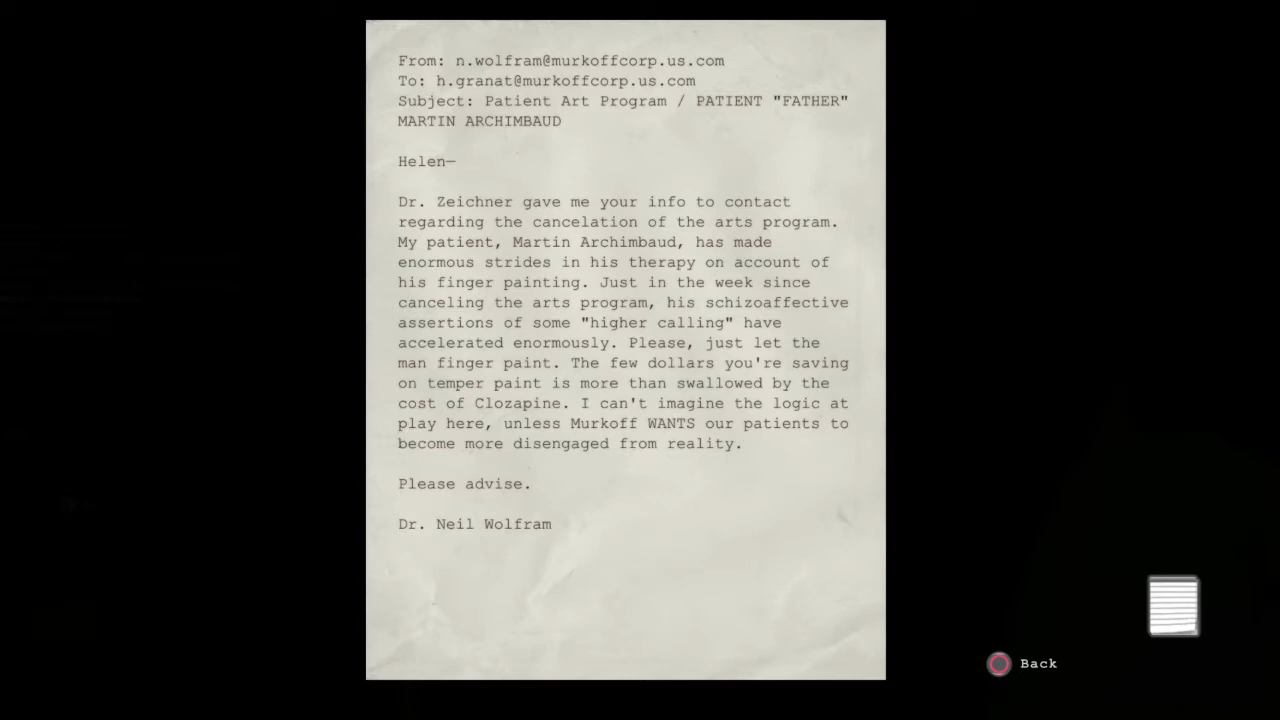 From: n.wolfram@murkoffcorp.us.com
To: h.granat@murkoffcorp.us.com
Subject: Patient Art Program / PATIENT "FATHER"
MARTIN ARCHIMBAUD
Helen—
Dr. Zeichner gave me your info to contact
regarding the cancelation of the arts program.
My patient, Martin Archimbaud, has made
enormous strides in his therapy on account of
his finger painting. Just in the week since
canceling the arts program, his schizoaffective
assertions of some "higher calling" have
accelerated enormously. Please, just let the
man finger paint. The few dollars you're saving
on temper paint is more than swallowed by the
cost of Clozapine. I can't imagine the logic at
play here, unless Murkoff WANTS our patients to
become more disengaged from reality.
Please advise.
Dr. Neil Wolfram
Back